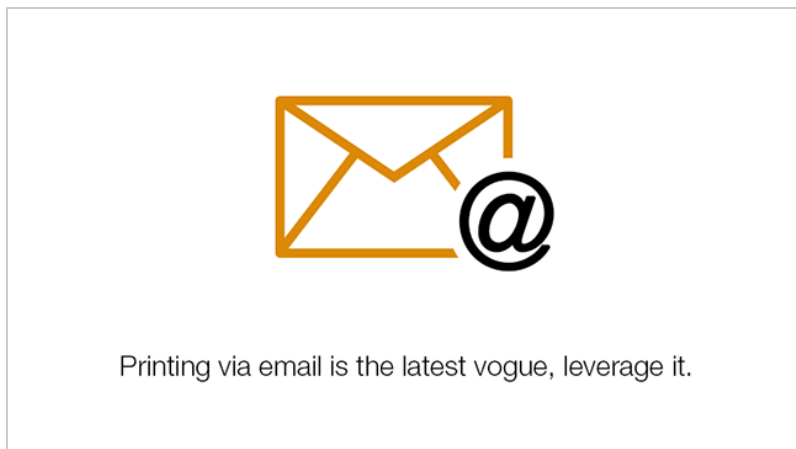 @
Printing via email is the latest vogue, leverage it.